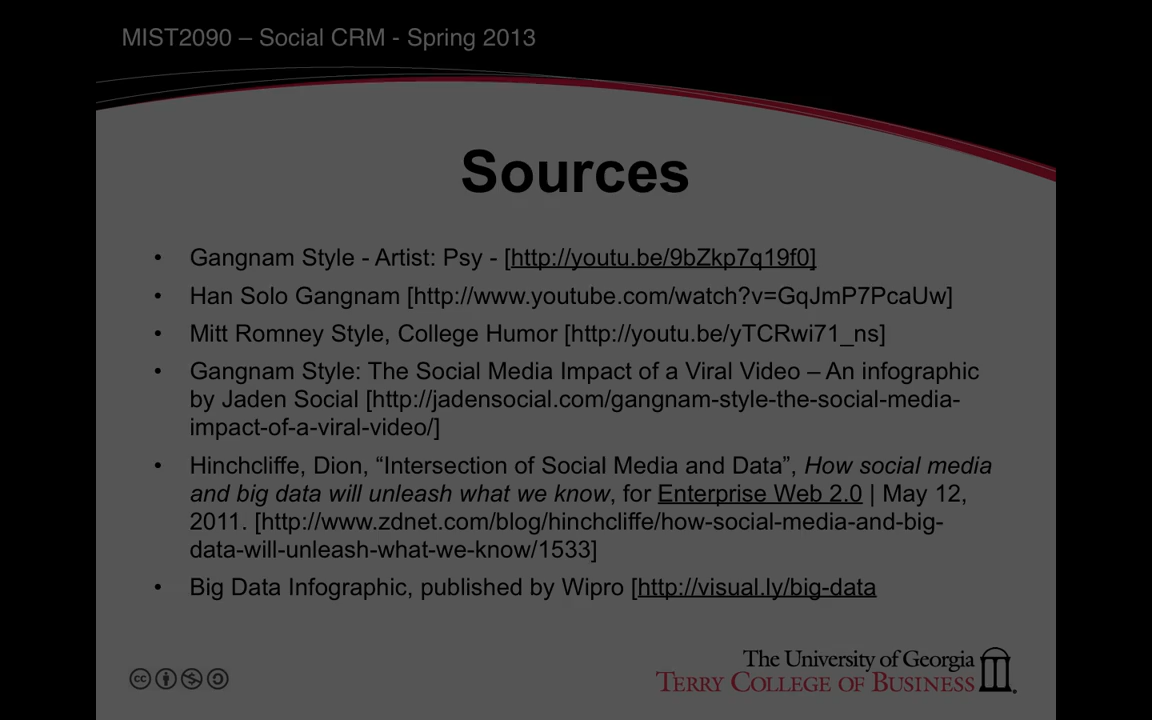 MIST2090 – Social CRM - Spring 2013
Sources
• Gangnam Style - Artist: Psy - [http://youtu.be/9bZkp7q19f0]
• Han Solo Gangnam [http://www.youtube.com/watch?v=GqJmP7PcaUw]
• Mitt Romney Style, College Humor [http://youtu.be/yTCRwi71_ns]
• Gangnam Style: The Social Media Impact of a Viral Video – An infographic
by Jaden Social [http://jadensocial.com/gangnam-style-the-social-media-
impact-of-a-viral-video/]
• Hinchcliffe, Dion, “Intersection of Social Media and Data”, How social media
and big data will unleash what we know, for Enterprise Web 2.0 | May 12,
2011. [http://www.zdnet.com/blog/hinchcliffe/how-social-media-and-big-
data-will-unleash-what-we-know/1533]
• Big Data Infographic, published by Wipro [http://visual.ly/big-data
cc
The University of Georgia
TERRY COLLEGE OF BUSINESS